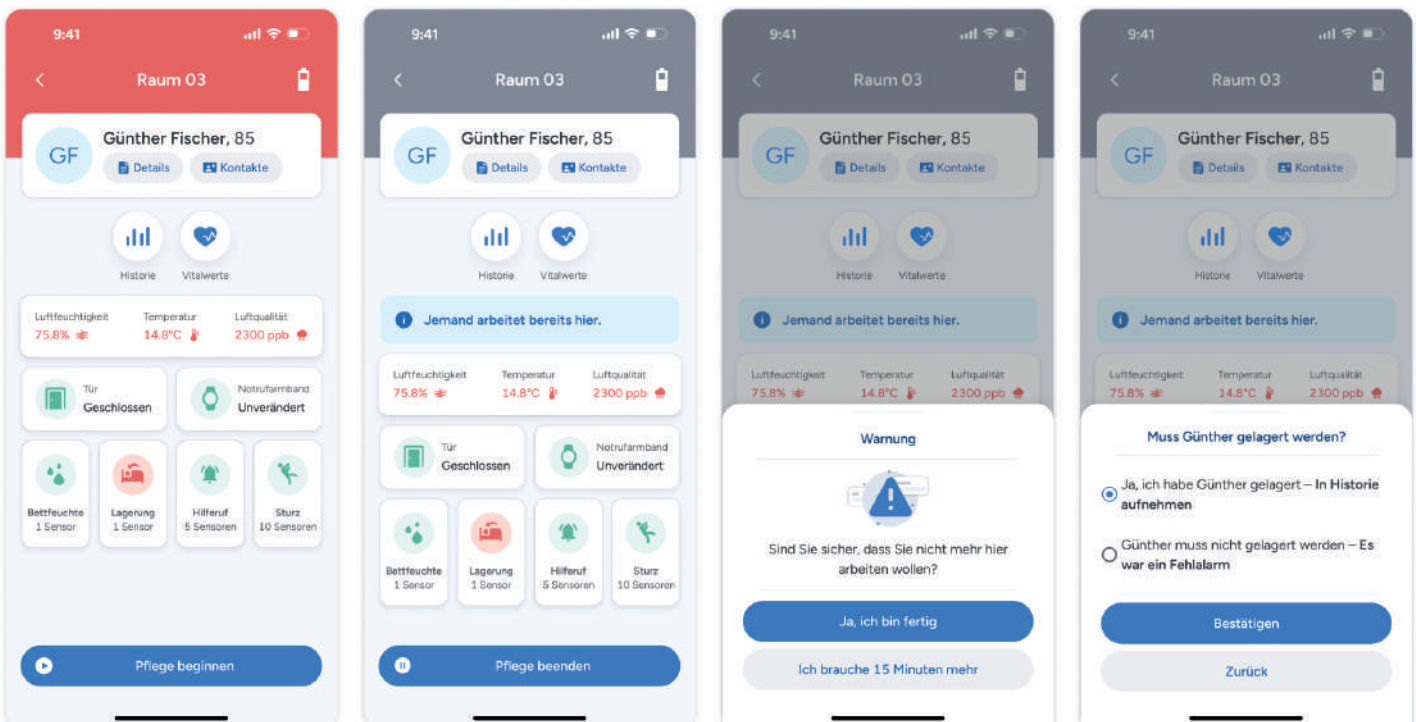 9:41
Raum 03
GF
Günther Fischer, 85
Details Kontakte
Historie Vitalwerte
Luftfeuchtigkeit Temperatur Luftqualität
75.8% 14.8°C 2300 ppb
Tür
Geschlossen
Notrufarmband
Unverändert
Bettfeuchte
1 Sensor
Lagerung
1 Sensor
Hilferuf
5 Sensoren
Sturz
10 Sensoren
Pflege beginnen
9:41
Raum 03
GF
Günther Fischer, 85
Details Kontakte
Historie Vitalwerte
Jemand arbeitet bereits hier.
Luftfeuchtigkeit Temperatur Luftqualität
75.8% 14.8°C 2300 ppb
Tür
Geschlossen
Notrufarmband
Unverändert
Bettfeuchte
1 Sensor
Lagerung
1 Sensor
Hilferuf
5 Sensoren
Sturz
10 Sensoren
Pflege beenden
9:41
Raum 03
GF
Günther Fischer, 85
Details Kontakte
Historie Vitalwerte
Jemand arbeitet bereits hier.
Luftfeuchtigkeit Temperatur Luftqualität
75.8% 14.8°C 2300 ppb
Warnung
Sind Sie sicher, dass Sie nicht mehr hier
arbeiten wollen?
Ja, ich bin fertig
Ich brauche 15 Minuten mehr
9:41
Raum 03
GF
Günther Fischer, 85
Details Kontakte
Historie Vitalwerte
Jemand arbeitet bereits hier.
Luftfeuchtigkeit Temperatur Luftqualität
75.8% 14.8°C 2300 ppb
Muss Günther gelagert werden?
Ja, ich habe Günther gelagert – In Historie
aufnehmen
Günther muss nicht gelagert werden – Es
war ein Fehlalarm
Bestätigen
Zurück